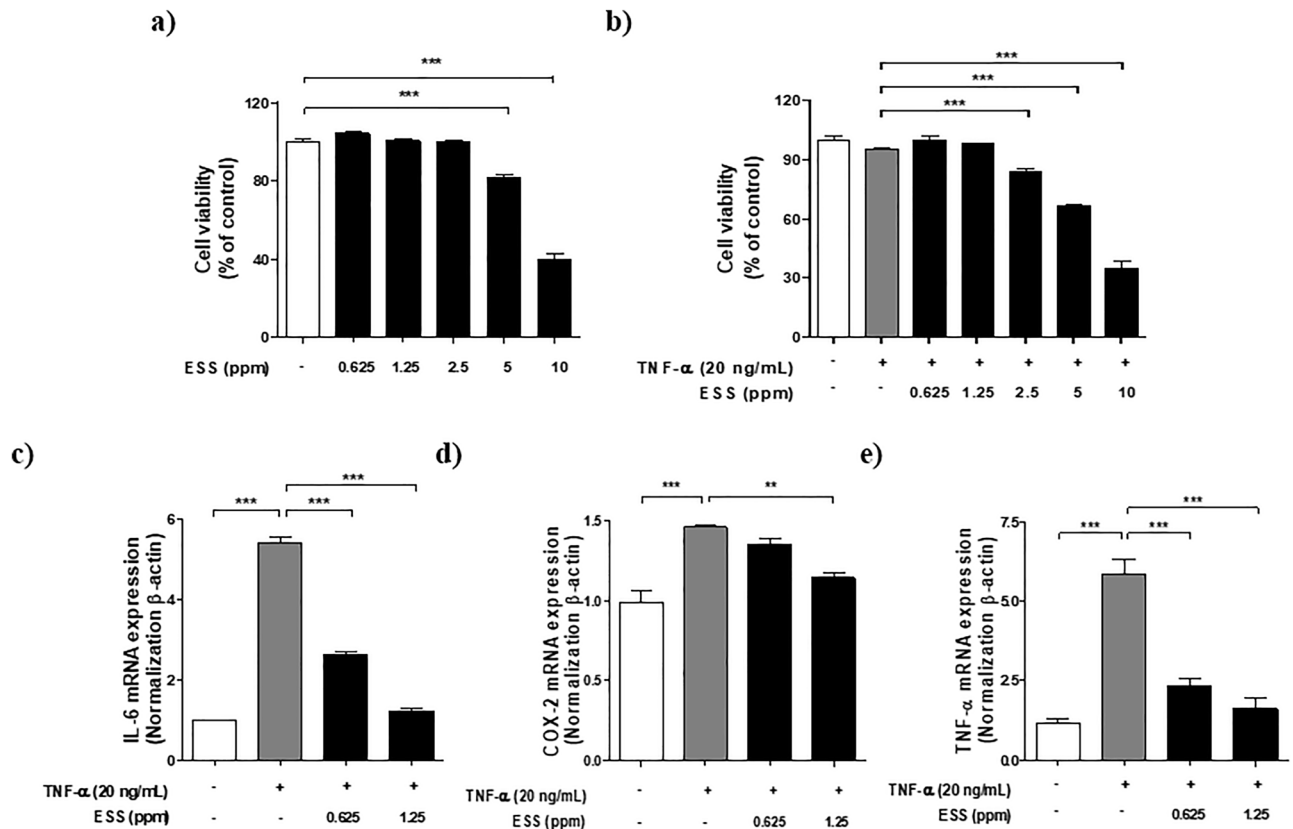 a)
***
***
Cell viability
(% of control)
120
80
40
0
ESS (ppm) - 0.625 1.25 2.5 5 10
b)
***
***
***
Cell viability
(% of control)
120
90
60
30
0
TNF-α (20 ng/mL) - + + + + + +
ESS (ppm) - - 0.625 1.25 2.5 5 10
c)
***
*** ***
IL-6 mRNA expression
(Normalization β-actin)
6
4
2
0
TNF-α (20 ng/mL) - + + +
ESS (ppm) - - 0.625 1.25
d)
*** **
COX-2 mRNA expression
(Normalization β-actin)
1.5
1.0
0.5
0.0
TNF-α (20 ng/mL) - + + +
ESS (ppm) - - 0.625 1.25
e)
***
*** ***
TNF-α mRNA expression
(Normalization β-actin)
7.5
5.0
2.5
0.0
TNF-α (20 ng/mL) - + + +
ESS (ppm) - - 0.625 1.25